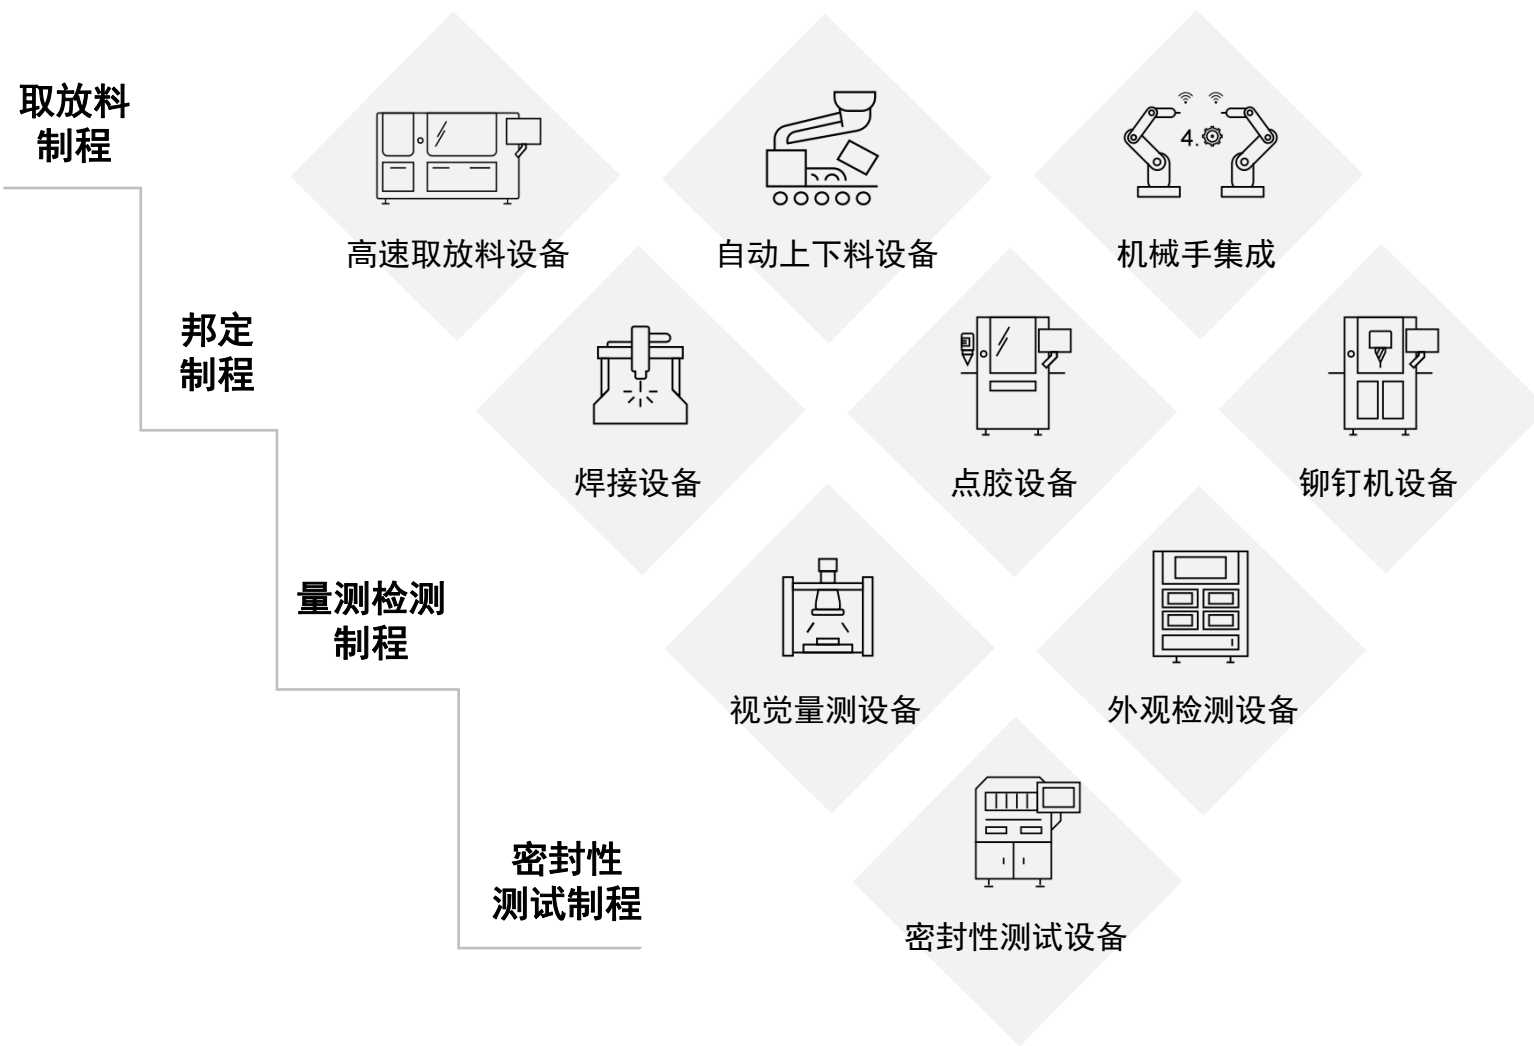 取放料
制程
高速取放料设备
自动上下料设备
4.
机械手集成
邦定
制程
焊接设备
点胶设备
铆钉机设备
量测检测
制程
视觉量测设备
外观检测设备
密封性
测试制程
密封性测试设备